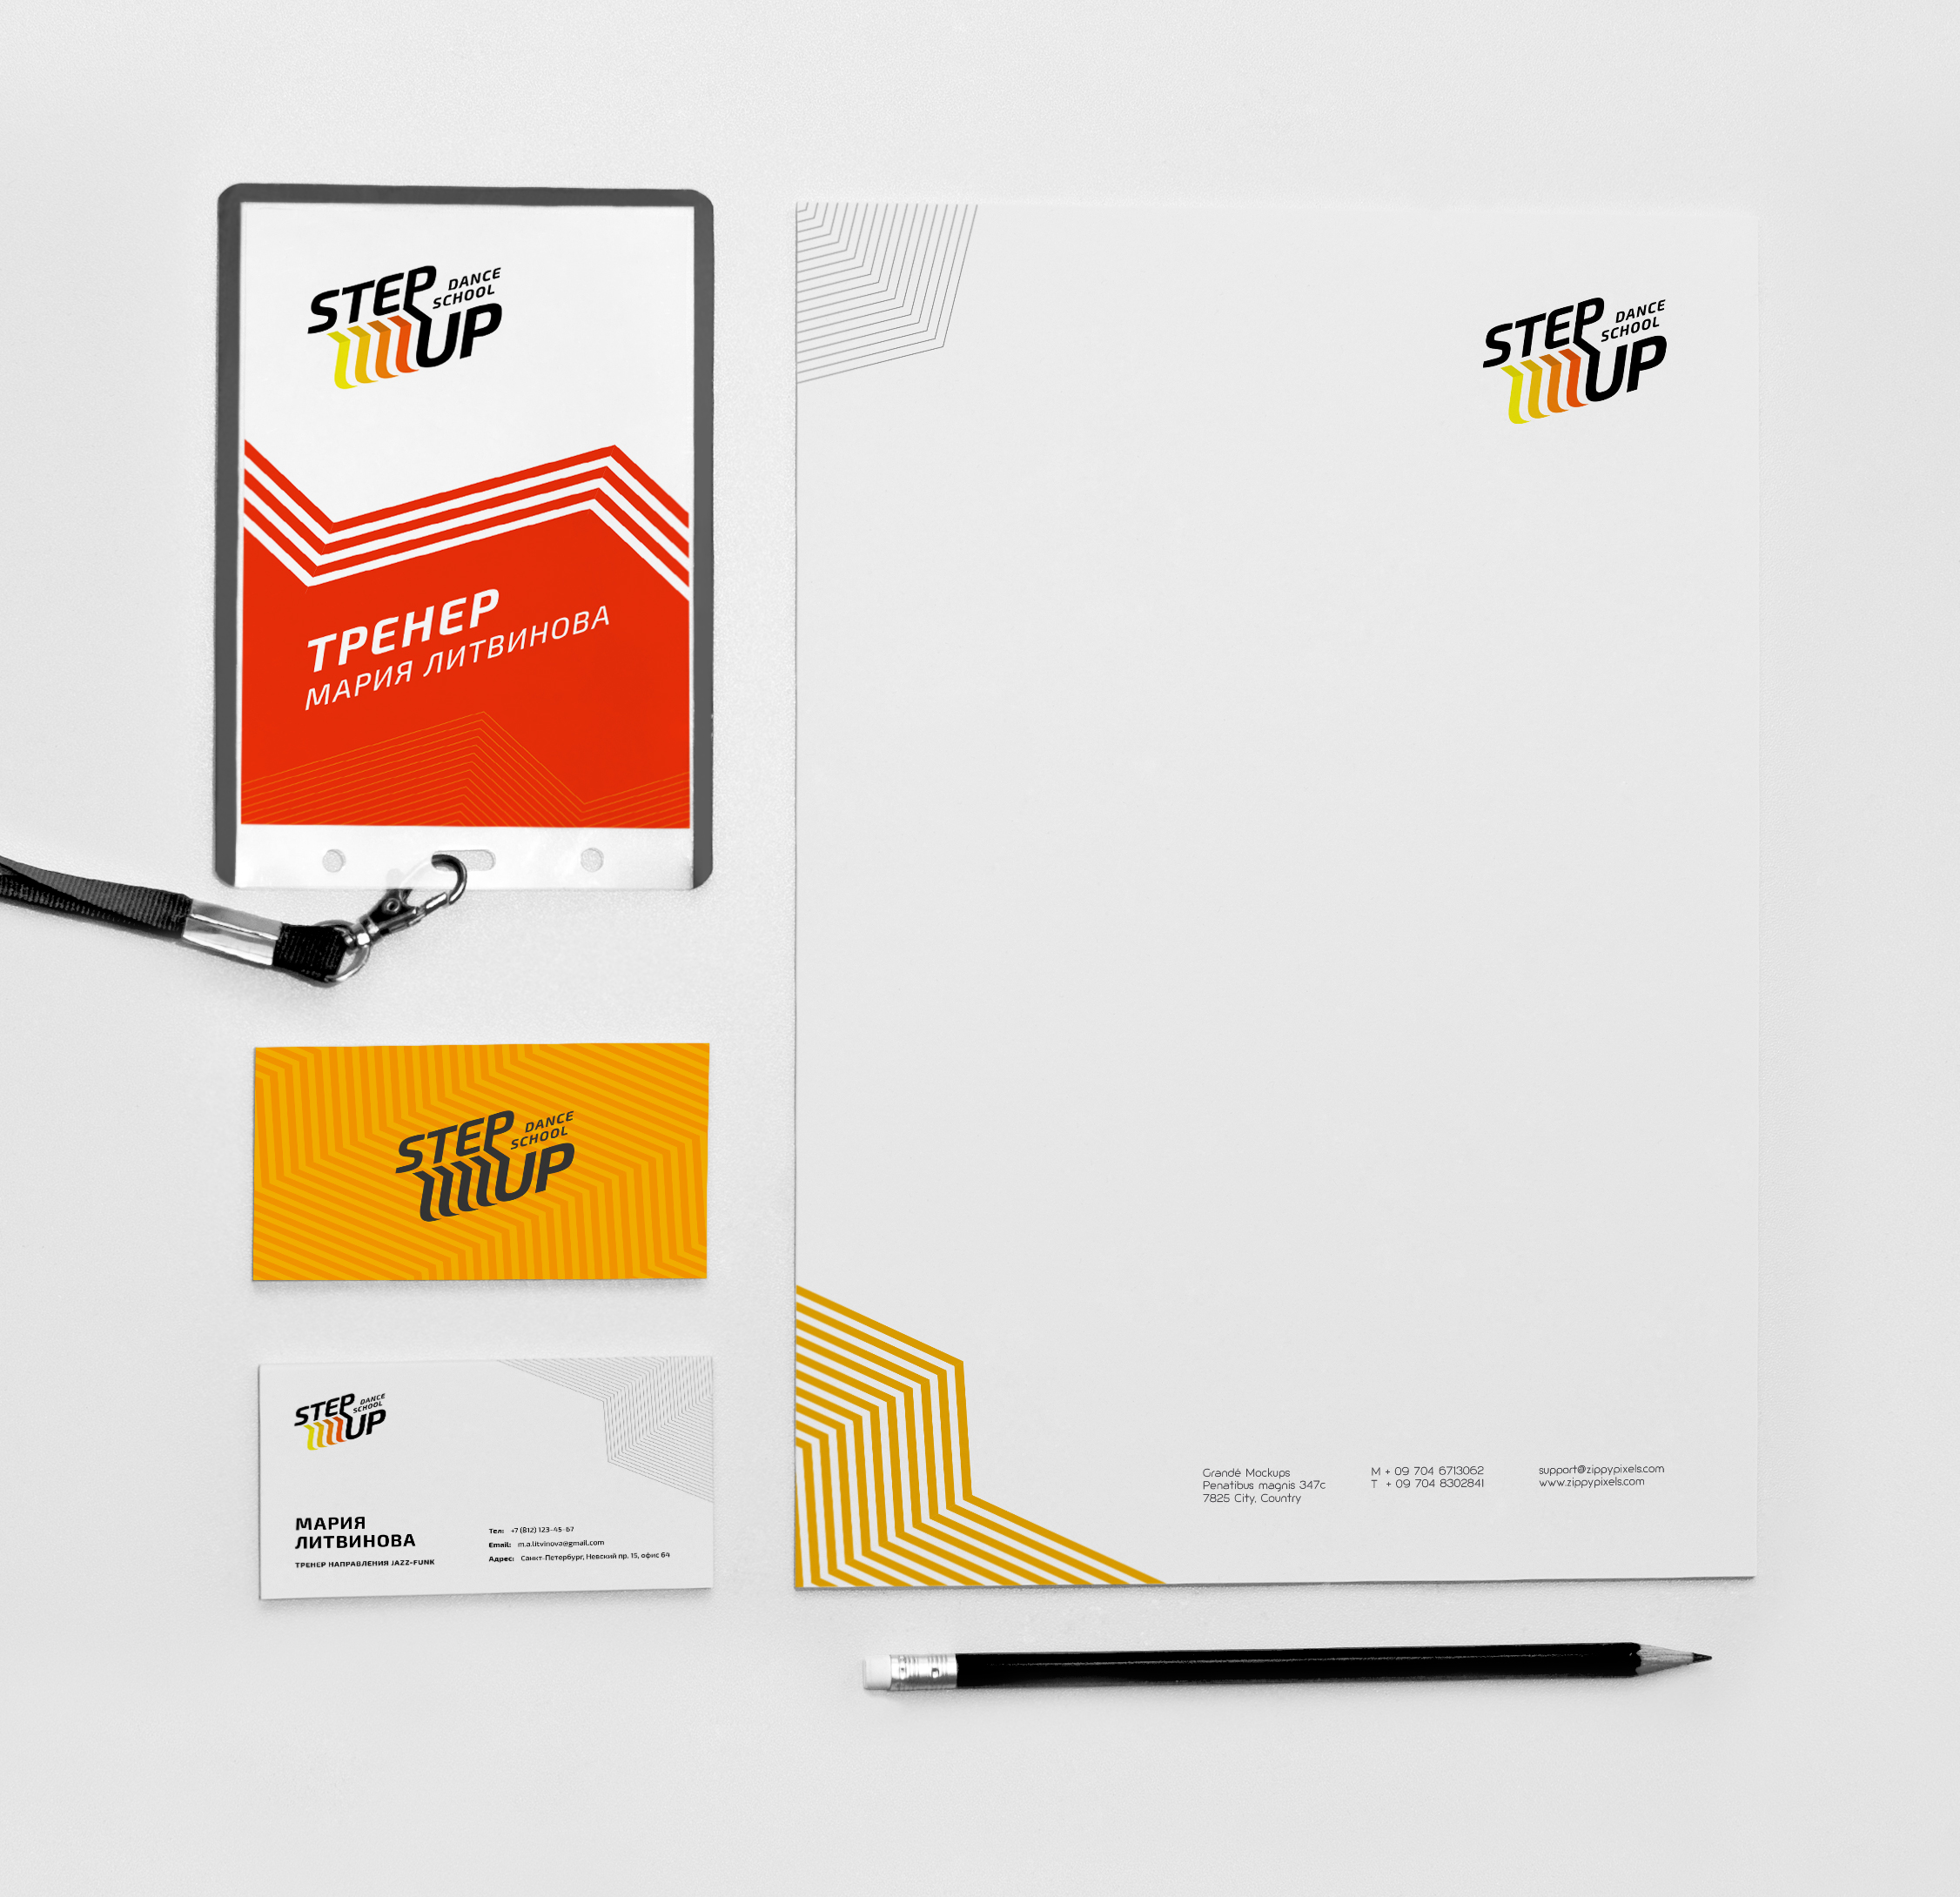 STEP
DANCE
SCHOOL
UP
ТРЕНЕР
МАРИЯ ЛИТВИНОВА
STEP
DANCE
SCHOOL
UP
STEP
DANCE
SCHOOL
UP
МАРИЯ
ЛИТВИНОВА
ТРЕНЕР НАПРАВЛЕНИЯ JAZZ-FUNK
Тел: +7 (812) 123-45-67
Email: m.a.litvinova@gmail.com
Адрес: Санкт-Петербург, Невский пр. 15, офис 64
STEP
DANCE
SCHOOL
UP
Grandé Mockups
Penatibus magnis 347c
7825 City, Country
M + 09 704 6713062
T + 09 704 8302841
support@zippypixels.com
www.zippypixels.com